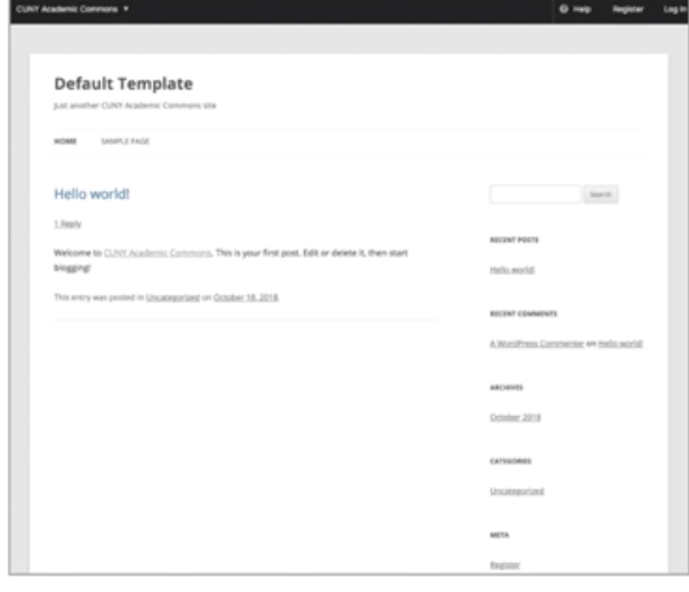 CUNY Academic Commons ▼
Help Register Log In
Default Template
Just another CUNY Academic Commons site
HOME SAMPLE PAGE
Hello world!
1 Reply
Welcome to CUNY Academic Commons. This is your first post. Edit or delete it, then start
blogging!
This entry was posted in Uncategorized on October 18, 2018.
Search
RECENT POSTS
Hello world!
RECENT COMMENTS
A WordPress Commenter on Hello world!
ARCHIVES
October 2018
CATEGORIES
Uncategorized
META
Register